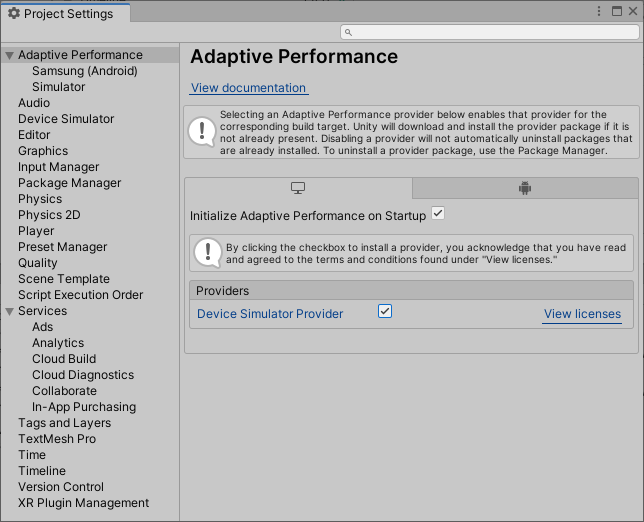 Project Settings
Adaptive Performance
Samsung (Android)
Simulator
Audio
Device Simulator
Editor
Graphics
Input Manager
Package Manager
Physics
Physics 2D
Player
Preset Manager
Quality
Scene Template
Script Execution Order
Services
Ads
Analytics
Cloud Build
Cloud Diagnostics
Collaborate
In-App Purchasing
Tags and Layers
TextMesh Pro
Time
Timeline
Version Control
XR Plugin Management
Adaptive Performance
View documentation
Selecting an Adaptive Performance provider below enables that provider for the
corresponding build target. Unity will download and install the provider package if it is
not already present. Disabling a provider will not automatically uninstall packages that
are already installed. To uninstall a provider package, use the Package Manager.
Initialize Adaptive Performance on Startup
By clicking the checkbox to install a provider, you acknowledge that you have read
and agreed to the terms and conditions found under "View licenses."
Providers
Device Simulator Provider
View licenses